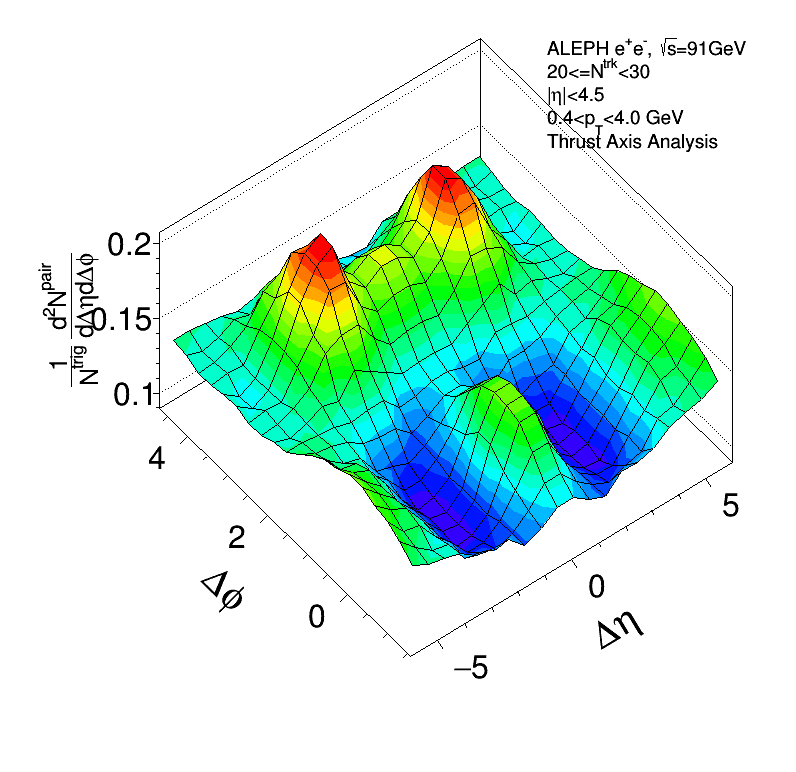 ALEPH e⁺e⁻, √s=91GeV
20<=Nᵗʳᵏ<30
|η|<4.5
0.4<p_T<4.0 GeV
Thrust Axis Analysis
1/N^trig d²N^pair/dΔηdΔϕ
0.2
0.15
0.1
4
2
0
Δϕ
−5
0
5
Δη